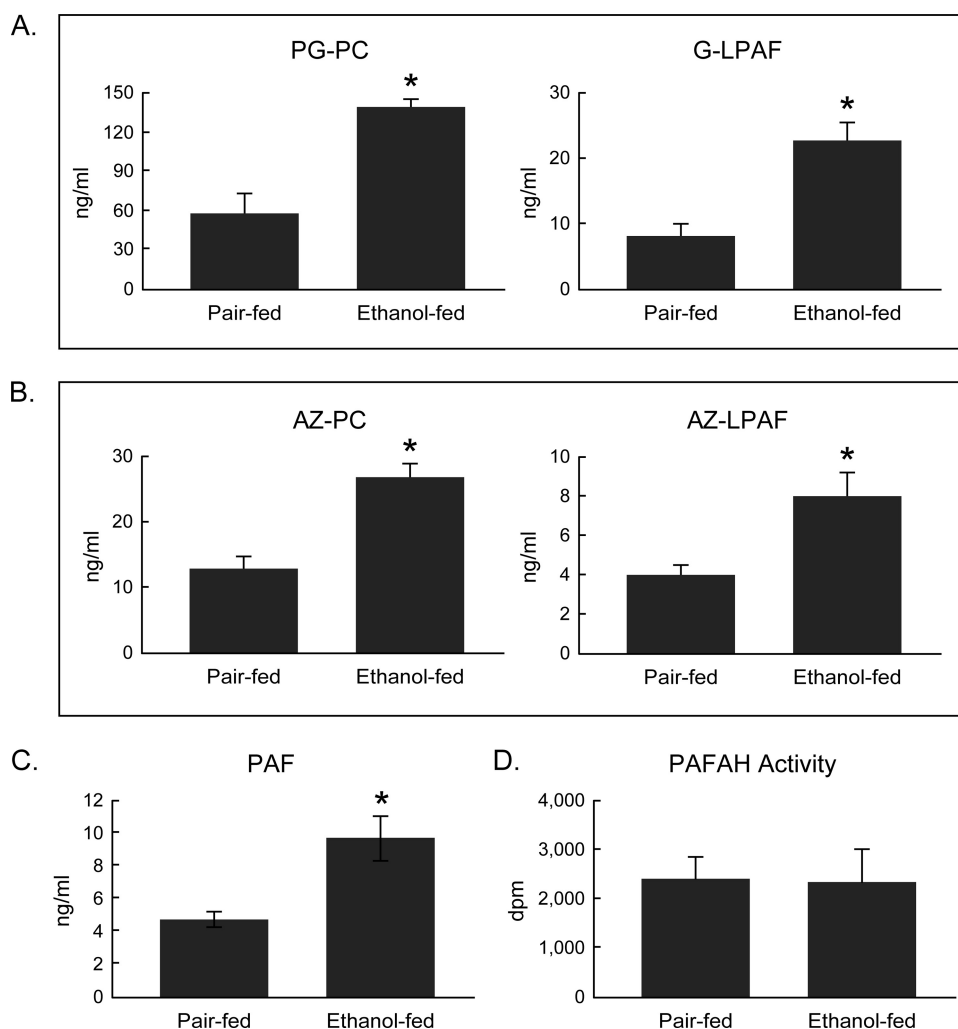 A.
PG-PC
G-LPAF
*
*
150
120
90
60
30
0
ng/ml
30
20
10
0
ng/ml
Pair-fed
Ethanol-fed
Pair-fed
Ethanol-fed
B.
AZ-PC
AZ-LPAF
*
*
30
20
10
0
ng/ml
10
8
6
4
2
0
ng/ml
Pair-fed
Ethanol-fed
Pair-fed
Ethanol-fed
C.
PAF
*
12
10
8
6
4
2
0
ng/ml
Pair-fed
Ethanol-fed
D.
PAFAH Activity
4,000
3,000
2,000
1,000
0
dpm
Pair-fed
Ethanol-fed